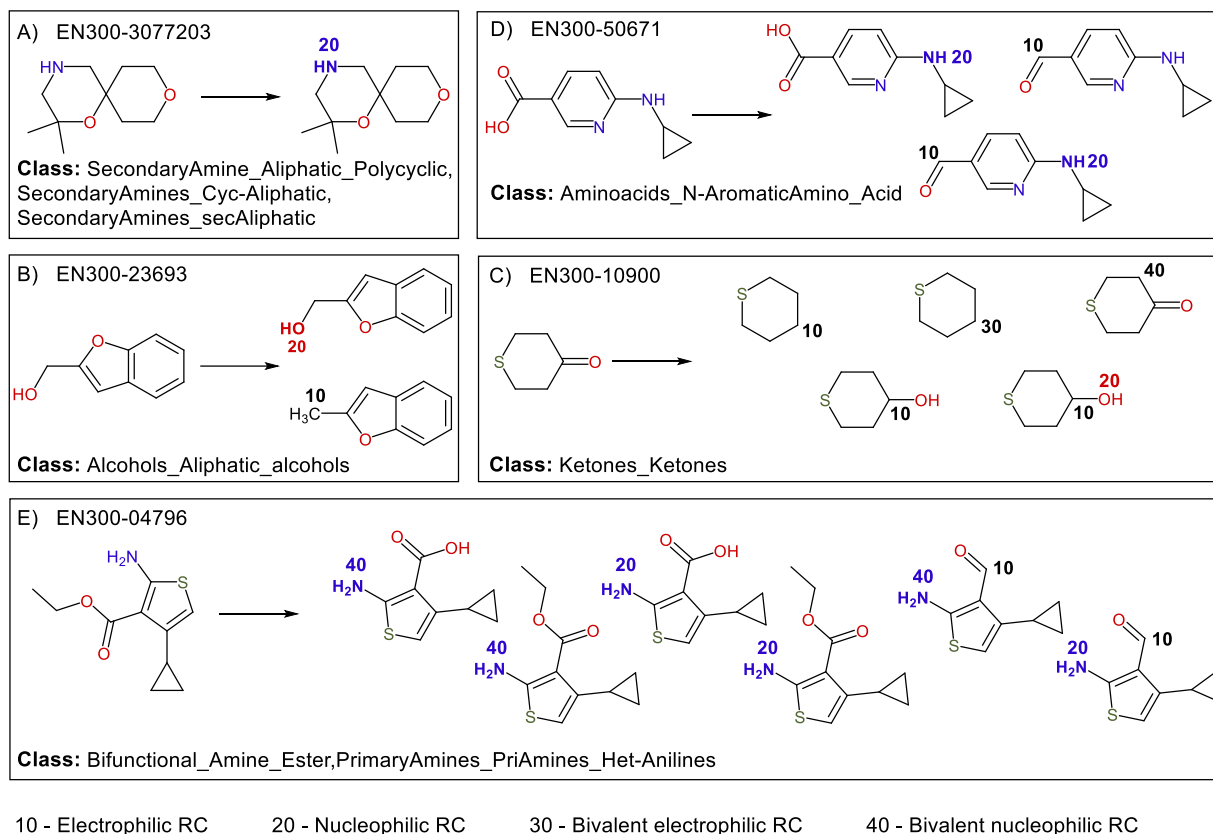 A) EN300-3077203
20
HN
HN
O
O
O
O
Class: SecondaryAmine_Aliphatic_Polycyclic,
SecondaryAmines_Cyc-Aliphatic,
SecondaryAmines_secAliphatic
D) EN300-50671
HO
O
NH 20
N
10
O
NH
N
O
HO
NH
N
10
O
NH 20
N
Class: Aminoacids_N-AromaticAmino_Acid
B) EN300-23693
HO
20
O
O
HO
10
H3C
O
Class: Alcohols_Aliphatic_alcohols
C) EN300-10900
S
10
S
30
40
S
O
S
O
S
OH
10
20
S
OH
10
Class: Ketones_Ketones
E) EN300-04796
H2N
S
O
O
O
OH
40
H2N
S
O
O
40
H2N
S
O
OH
20
H2N
S
O
O
20
H2N
S
O
10
40
H2N
S
O
10
20
H2N
S
Class: Bifunctional_Amine_Ester,PrimaryAmines_PriAmines_Het-Anilines
10 - Electrophilic RC 20 - Nucleophilic RC 30 - Bivalent electrophilic RC 40 - Bivalent nucleophilic RC